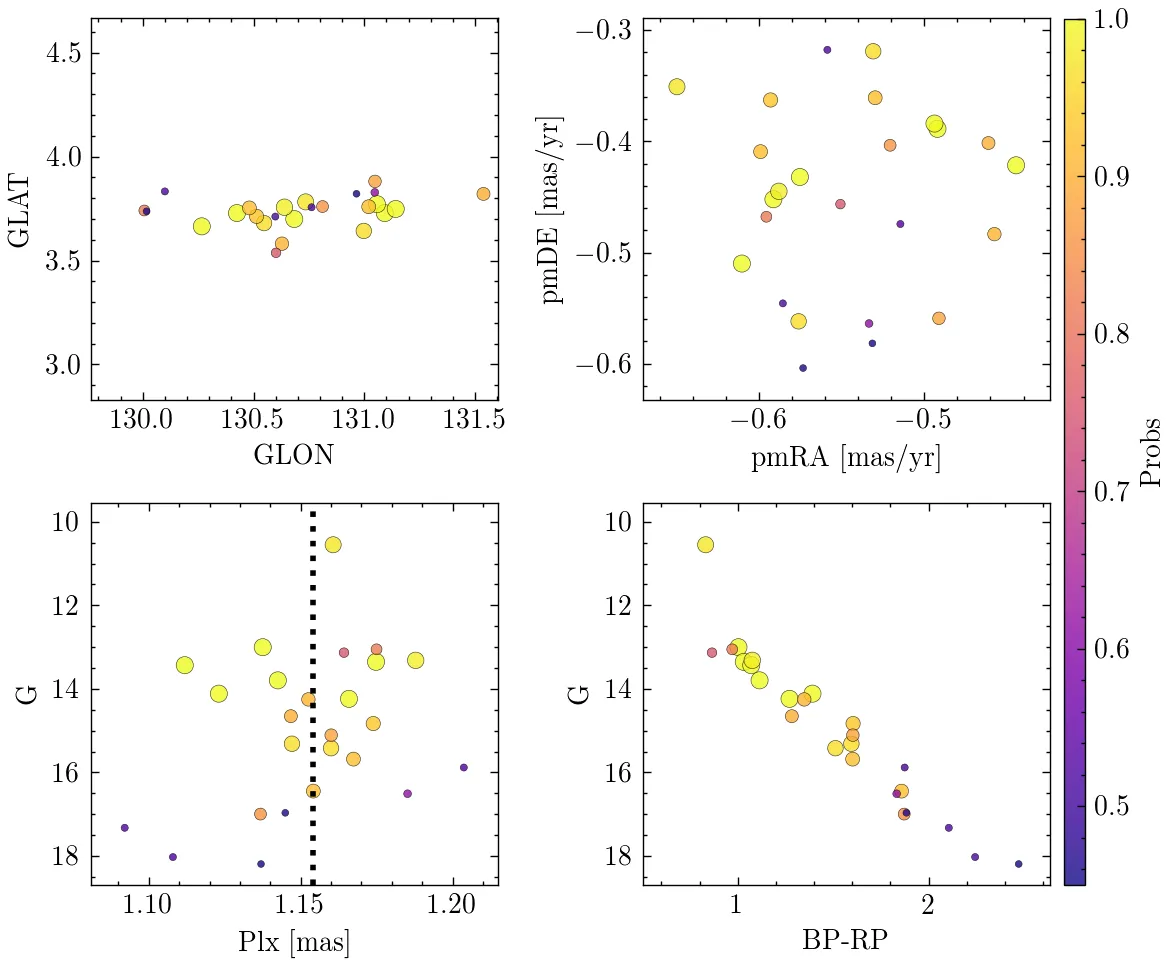 4.5
4.0
3.5
3.0
GLAT
130.0 130.5 131.0 131.5
GLON
−0.3
−0.4
−0.5
−0.6
pmDE [mas/yr]
−0.6 −0.5
pmRA [mas/yr]
1.0
0.9
0.8
0.7
0.6
0.5
Probs
10
12
14
16
18
G
1.10 1.15 1.20
Plx [mas]
10
12
14
16
18
G
1 2
BP-RP